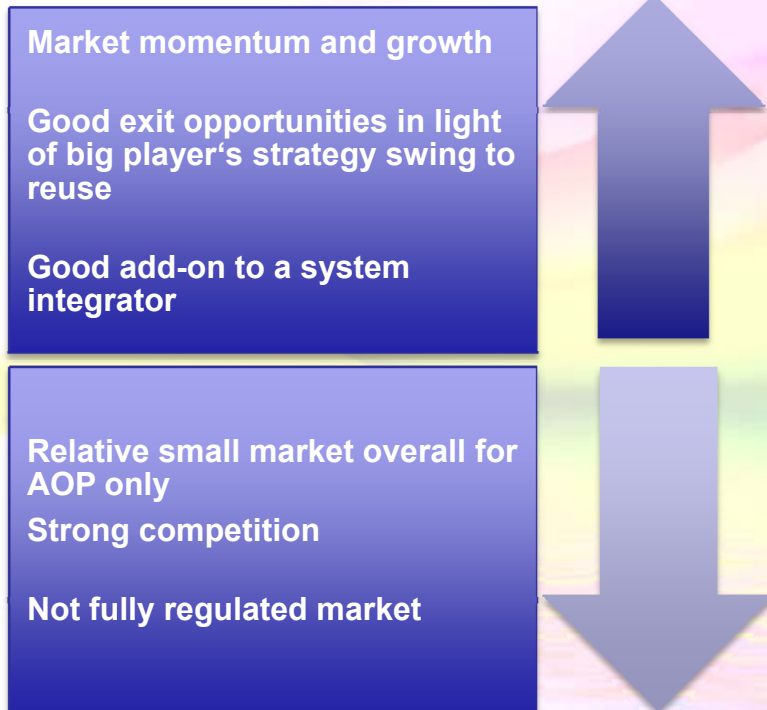 Market momentum and growth
Good exit opportunities in light
of big player‘s strategy swing to
reuse
Good add-on to a system
integrator
Relative small market overall for
AOP only
Strong competition
Not fully regulated market